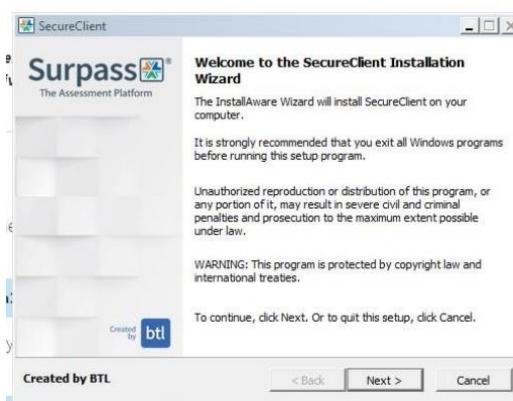 SecureClient
Surpass®
The Assessment Platform
Welcome to the SecureClient Installation
Wizard
The InstallAware Wizard will install SecureClient on your
computer.
It is strongly recommended that you exit all Windows programs
before running this setup program.
Unauthorized reproduction or distribution of this program, or
any portion of it, may result in severe civil and criminal
penalties and prosecution to the maximum extent possible
under law.
WARNING: This program is protected by copyright law and
international treaties.
To continue, click Next. Or to quit this setup, click Cancel.
Created
by btl
Created by BTL
< Back
Next >
Cancel